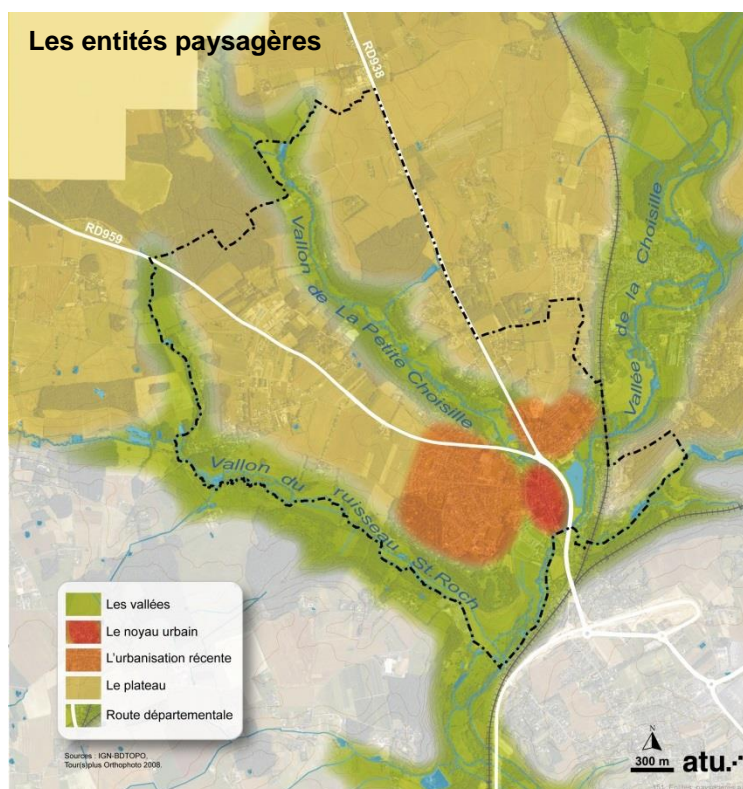 Les entités paysagères
RD938
RD959
Vallon de La Petite Choisille
Vallée de la Choisille
Vallon du ruisseau St.Roch
Les vallées
Le noyau urbain
L'urbanisation récente
Le plateau
Route départementale
Sources : IGN-BDTOPO,
Tour(s)plus Orthophoto 2008.
N
300 m
atu.